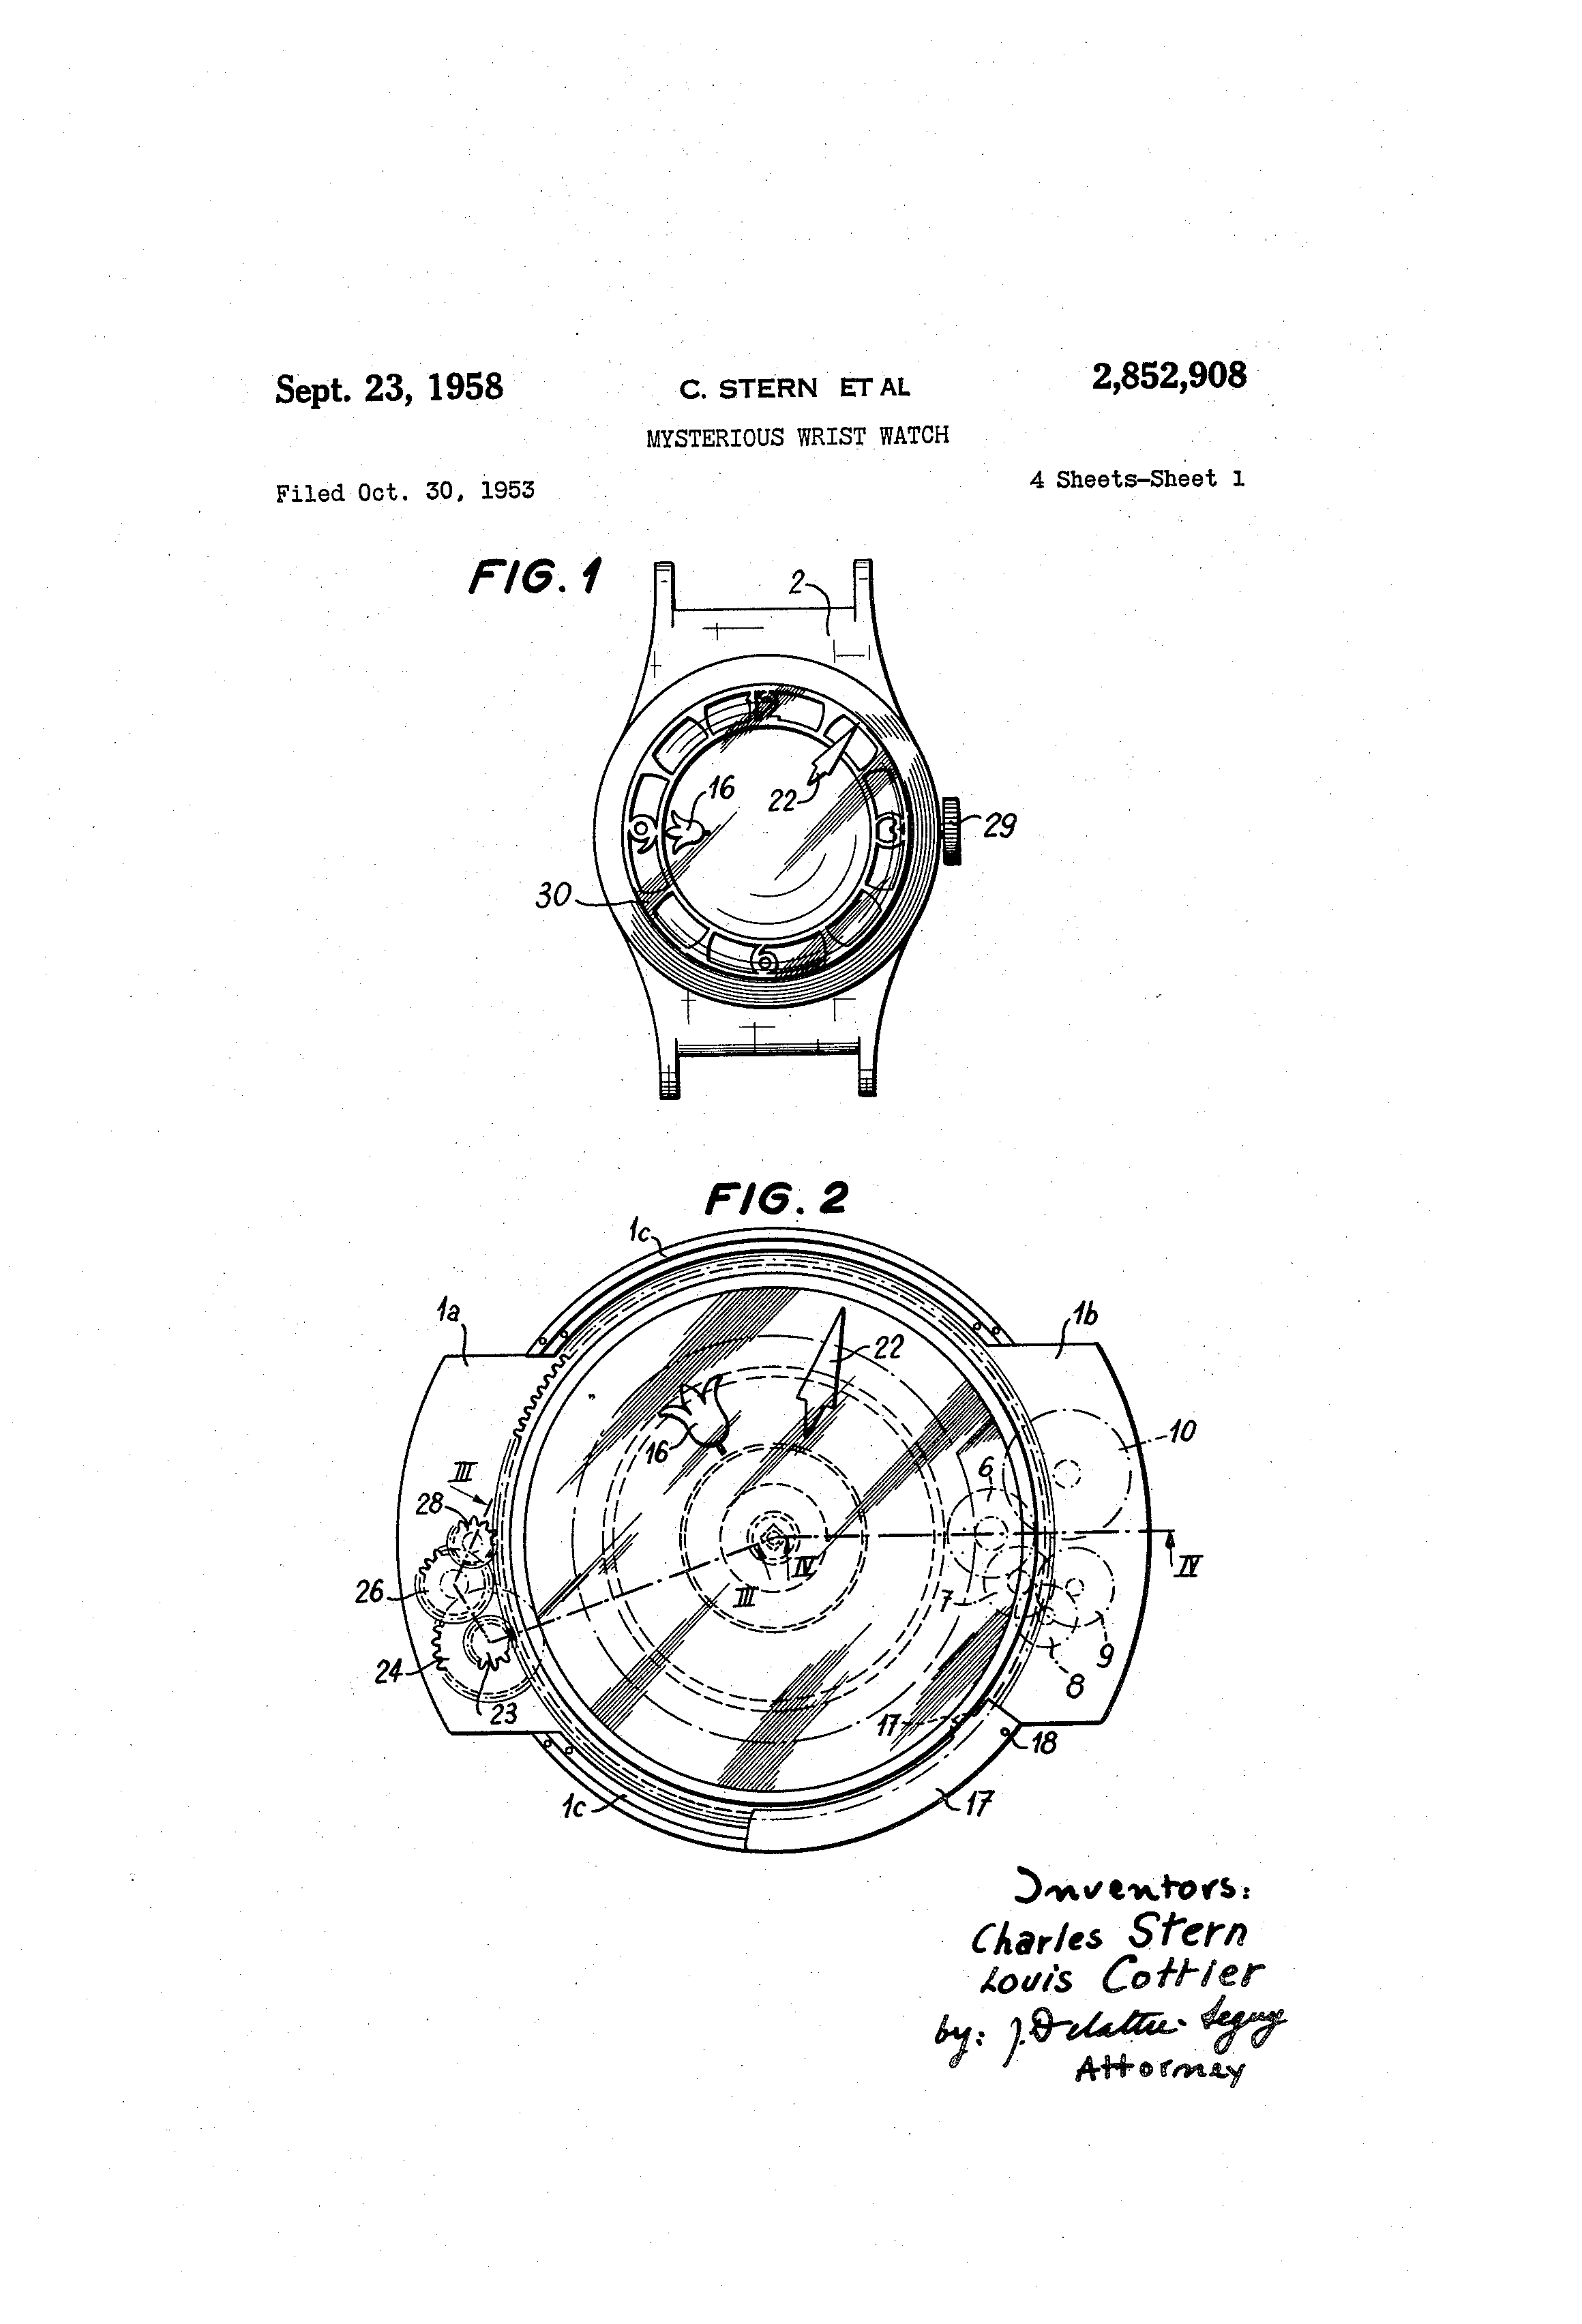 Sept. 23, 1958
C. STERN ET AL
2,852,908
MYSTERIOUS WRIST WATCH
Filed Oct. 30, 1953
4 Sheets-Sheet 1
FIG. 1
2
12
16
22
9
3
29
30
6
FIG. 2
1c
1a
1b
22
16
10
6
III
28
IV
IV
III
26
7
9
24
8
23
17
18
1c
17
Inventors:
Charles Stern
Louis Cottier
by: J. Delattre-Seguy
Attorney